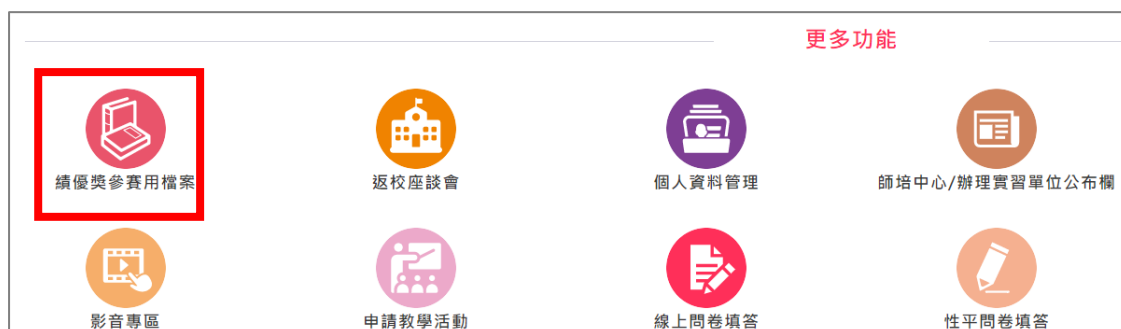 更多功能
績優獎參賽用檔案
返校座談會
個人資料管理
師培中心/辦理實習單位公布欄
影音專區
申請教學活動
線上問卷填答
性平問卷填答